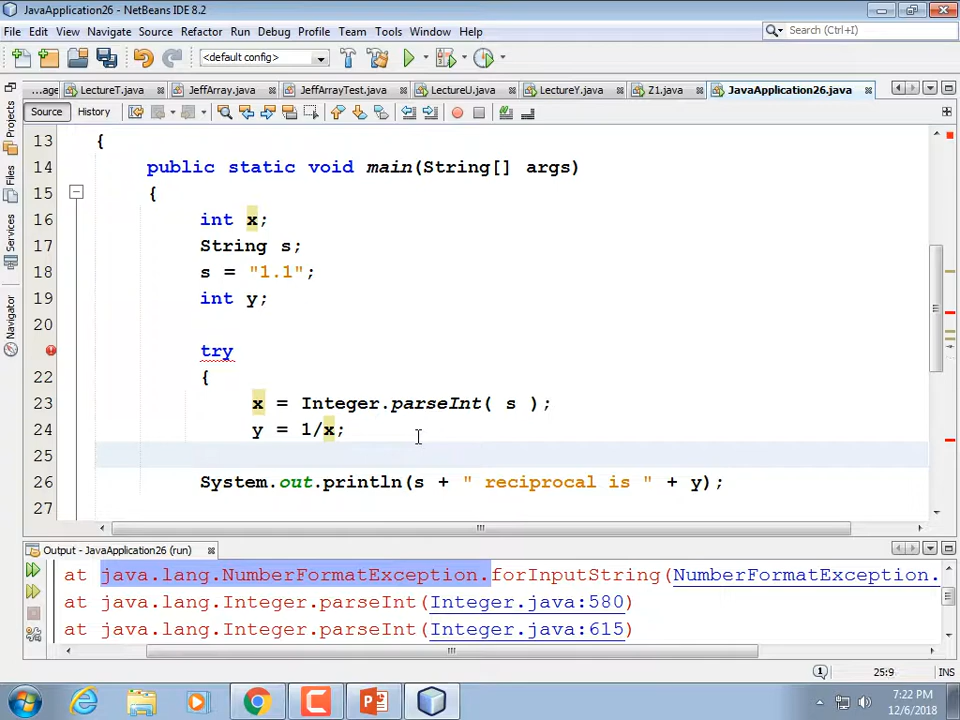 JavaApplication26 - NetBeans IDE 8.2
File Edit View Navigate Source Refactor Run Debug Profile Team Tools Window Help
<default config>
Search (Ctrl+I)
...age LectureT.java JeffArray.java JeffArrayTest.java LectureU.java LectureY.java Z1.java JavaApplication26.java
Source History
Projects
Files
Services
Navigator
13 {
14 public static void main(String[] args)
15 {
16 int x;
17 String s;
18 s = "1.1";
19 int y;
20
try
22 {
23 x = Integer.parseInt( s );
24 y = 1/x;
25
26 System.out.println(s + " reciprocal is " + y);
27
Output - JavaApplication26 (run)
at java.lang.NumberFormatException.forInputString(NumberFormatException.
at java.lang.Integer.parseInt(Integer.java:580)
at java.lang.Integer.parseInt(Integer.java:615)
1 25:9 INS
7:22 PM
12/6/2018